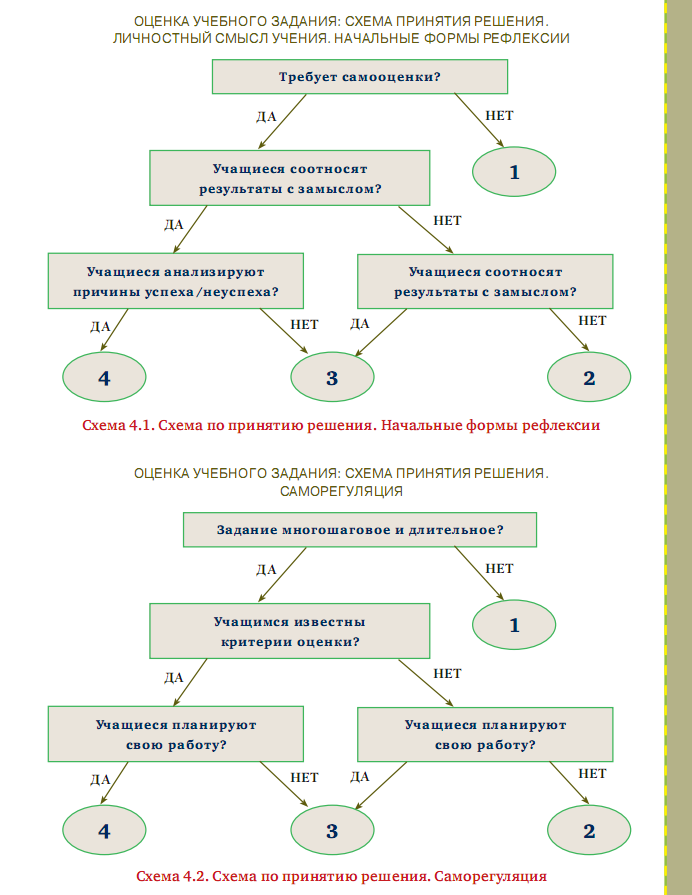 ОЦЕНКА УЧЕБНОГО ЗАДАНИЯ: СХЕМА ПРИНЯТИЯ РЕШЕНИЯ.
ЛИЧНОСТНЫЙ СМЫСЛ УЧЕНИЯ. НАЧАЛЬНЫЕ ФОРМЫ РЕФЛЕКСИИ
Требует самооценки?
ДА
НЕТ
Учащиеся соотносят
результаты с замыслом?
1
ДА
НЕТ
Учащиеся анализируют
причины успеха/неуспеха?
Учащиеся соотносят
результаты с замыслом?
ДА
НЕТ
ДА
НЕТ
4
3
2
Схема 4.1. Схема по принятию решения. Начальные формы рефлексии
ОЦЕНКА УЧЕБНОГО ЗАДАНИЯ: СХЕМА ПРИНЯТИЯ РЕШЕНИЯ.
САМОРЕГУЛЯЦИЯ
Задание многошаговое и длительное?
ДА
НЕТ
Учащимся известны
критерии оценки?
1
ДА
НЕТ
Учащиеся планируют
свою работу?
Учащиеся планируют
свою работу?
ДА
НЕТ
ДА
НЕТ
4
3
2
Схема 4.2. Схема по принятию решения. Саморегуляция